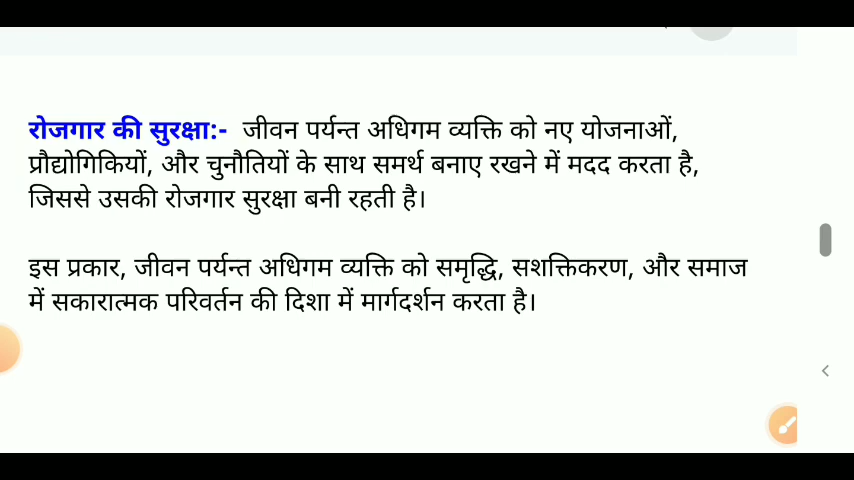 रोजगार की सुरक्षा:- जीवन पर्यन्त अधिगम व्यक्ति को नए योजनाओं,
प्रौद्योगिकियों, और चुनौतियों के साथ समर्थ बनाए रखने में मदद करता है,
जिससे उसकी रोजगार सुरक्षा बनी रहती है।
इस प्रकार, जीवन पर्यन्त अधिगम व्यक्ति को समृद्धि, सशक्तिकरण, और समाज
में सकारात्मक परिवर्तन की दिशा में मार्गदर्शन करता है।